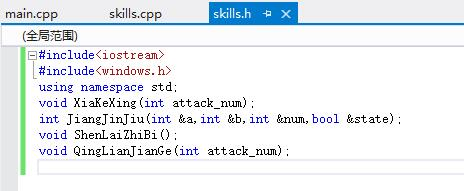 main.cpp skills.cpp skills.h
(全局范围)
#include<iostream>
#include<windows.h>
using namespace std;
void XiaKeXing(int attack_num);
int JiangJinJiu(int &a,int &b,int &num,bool &state);
void ShenLaiZhiBi();
void QingLianJianGe(int attack_num);